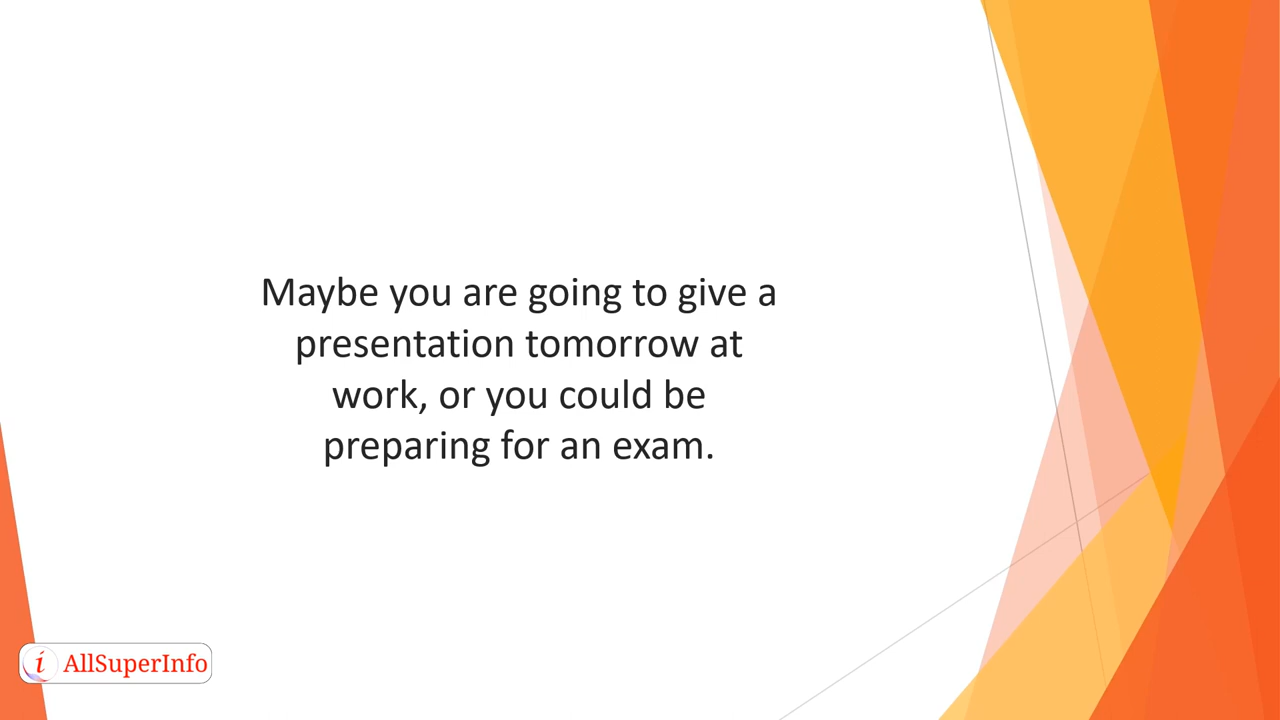 Maybe you are going to give a
presentation tomorrow at
work, or you could be
preparing for an exam.
i AllSuperInfo